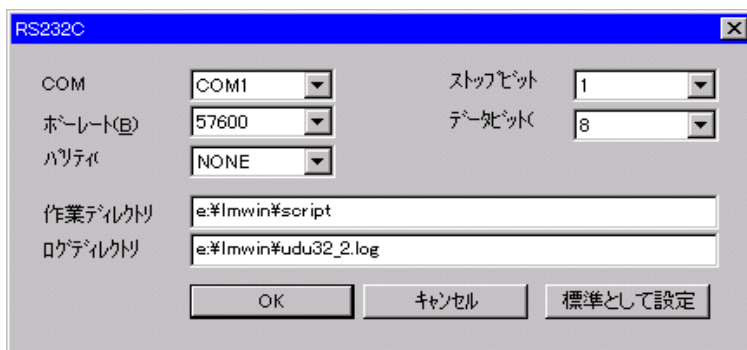 RS232C
COM COM1 ｽﾄｯﾌﾟﾋﾞｯﾄ 1
ﾎﾞｰﾚｰﾄ(B) 57600 ﾃﾞｰﾀﾋﾞｯﾄ( 8
ﾊﾟﾘﾃｨ( NONE
作業ﾃﾞｨﾚｸﾄﾘ e:¥lmwin¥script
ﾛｸﾞﾃﾞｨﾚｸﾄﾘ e:¥lmwin¥udu32_2.log
OK ｷｬﾝｾﾙ 標準として設定